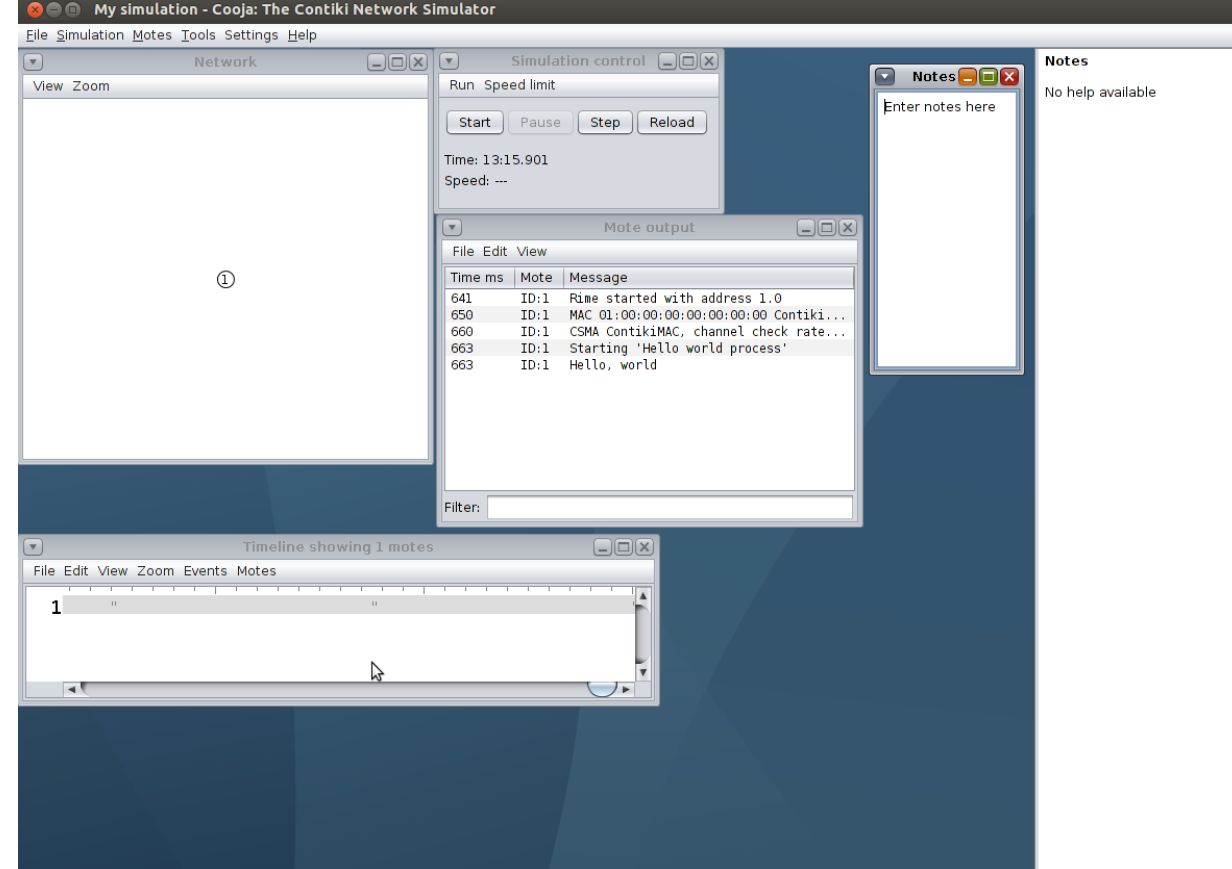 My simulation - Cooja: The Contiki Network Simulator
File Simulation Motes Tools Settings Help
Network
View Zoom
1
Simulation control
Run Speed limit
Start Pause Step Reload
Time: 13:15.901
Speed: ---
Mote output
File Edit View
Time ms Mote Message
641 ID:1 Rime started with address 1.0
650 ID:1 MAC 01:00:00:00:00:00:00:00 Contiki...
660 ID:1 CSMA ContikiMAC, channel check rate...
663 ID:1 Starting 'Hello world process'
663 ID:1 Hello, world
Filter:
Notes
Enter notes here
Notes
No help available
Timeline showing 1 motes
File Edit View Zoom Events Motes
1